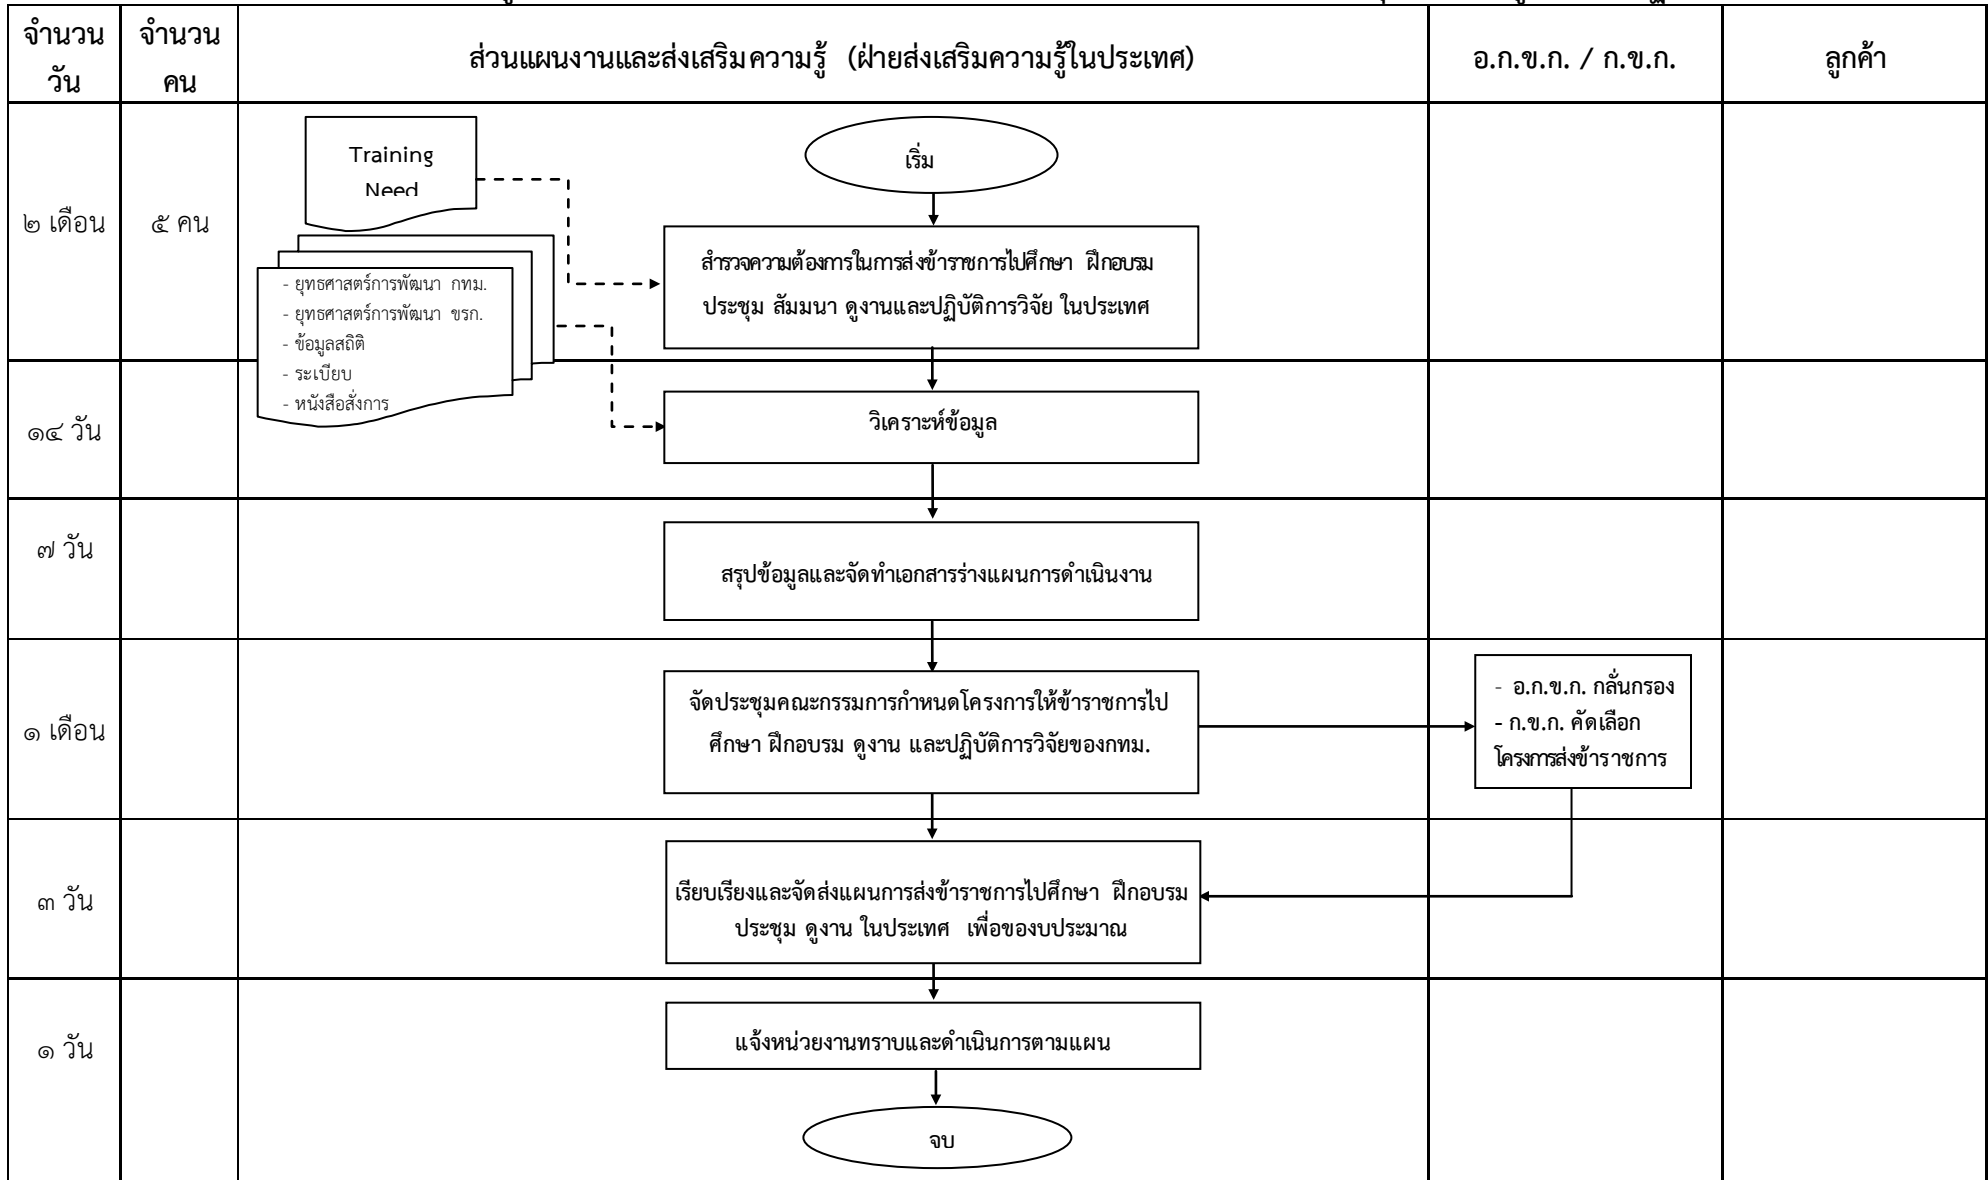 จำนวน
วัน
จำนวน
คน
ส่วนแผนงานและส่งเสริมความรู้ (ฝ่ายส่งเสริมความรู้ในประเทศ)
อ.ก.ข.ก. / ก.ข.ก.
ลูกค้า
๒ เดือน
๕ คน
Training
Need
เริ่ม
สำรวจความต้องการในการส่งข้าราชการไปศึกษา ฝึกอบรม
ประชุม สัมมนา ดูงานและปฏิบัติการวิจัย ในประเทศ
- ยุทธศาสตร์การพัฒนา กทม.
- ยุทธศาสตร์การพัฒนา ขรก.
- ข้อมูลสถิติ
- ระเบียบ
- หนังสือสั่งการ
๑๔ วัน
วิเคราะห์ข้อมูล
๗ วัน
สรุปข้อมูลและจัดทำเอกสารร่างแผนการดำเนินงาน
๑ เดือน
จัดประชุมคณะกรรมการกำหนดโครงการให้ข้าราชการไป
ศึกษา ฝึกอบรม ดูงาน และปฏิบัติการวิจัยของกทม.
- อ.ก.ข.ก. กลั่นกรอง
- ก.ข.ก. คัดเลือก
โครงการส่งข้าราชการ
๓ วัน
เรียบเรียงและจัดส่งแผนการส่งข้าราชการไปศึกษา ฝึกอบรม
ประชุม ดูงาน ในประเทศ เพื่อของบประมาณ
๑ วัน
แจ้งหน่วยงานทราบและดำเนินการตามแผน
จบ